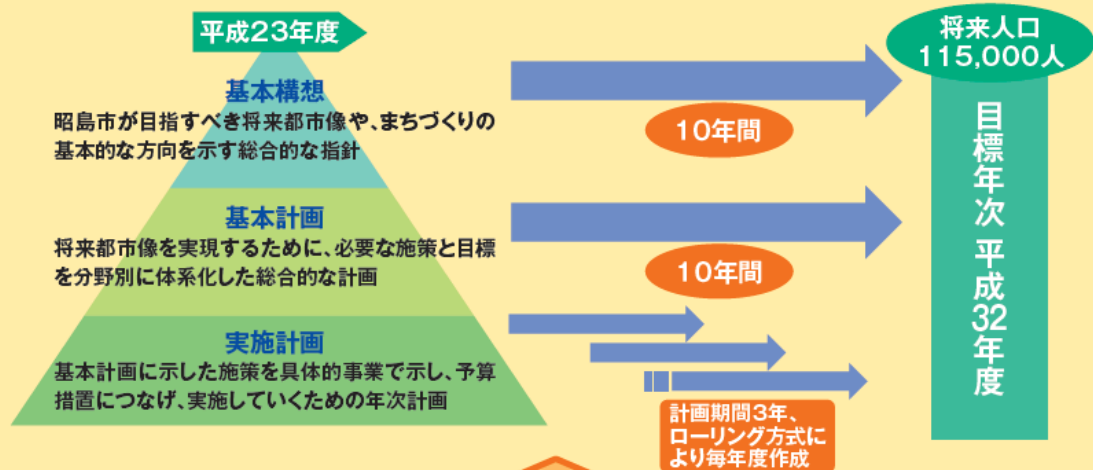 平成23年度
基本構想
昭島市が目指すべき将来都市像や、まちづくりの
基本的な方向を示す総合的な指針
10年間
基本計画
将来都市像を実現するために、必要な施策と目標
を分野別に体系化した総合的な計画
10年間
実施計画
基本計画に示した施策を具体的事業で示し、予算
措置につなげ、実施していくための年次計画
計画期間3年、
ローリング方式に
より毎年度作成
将来人口
115,000人
目標年次 平成32年度